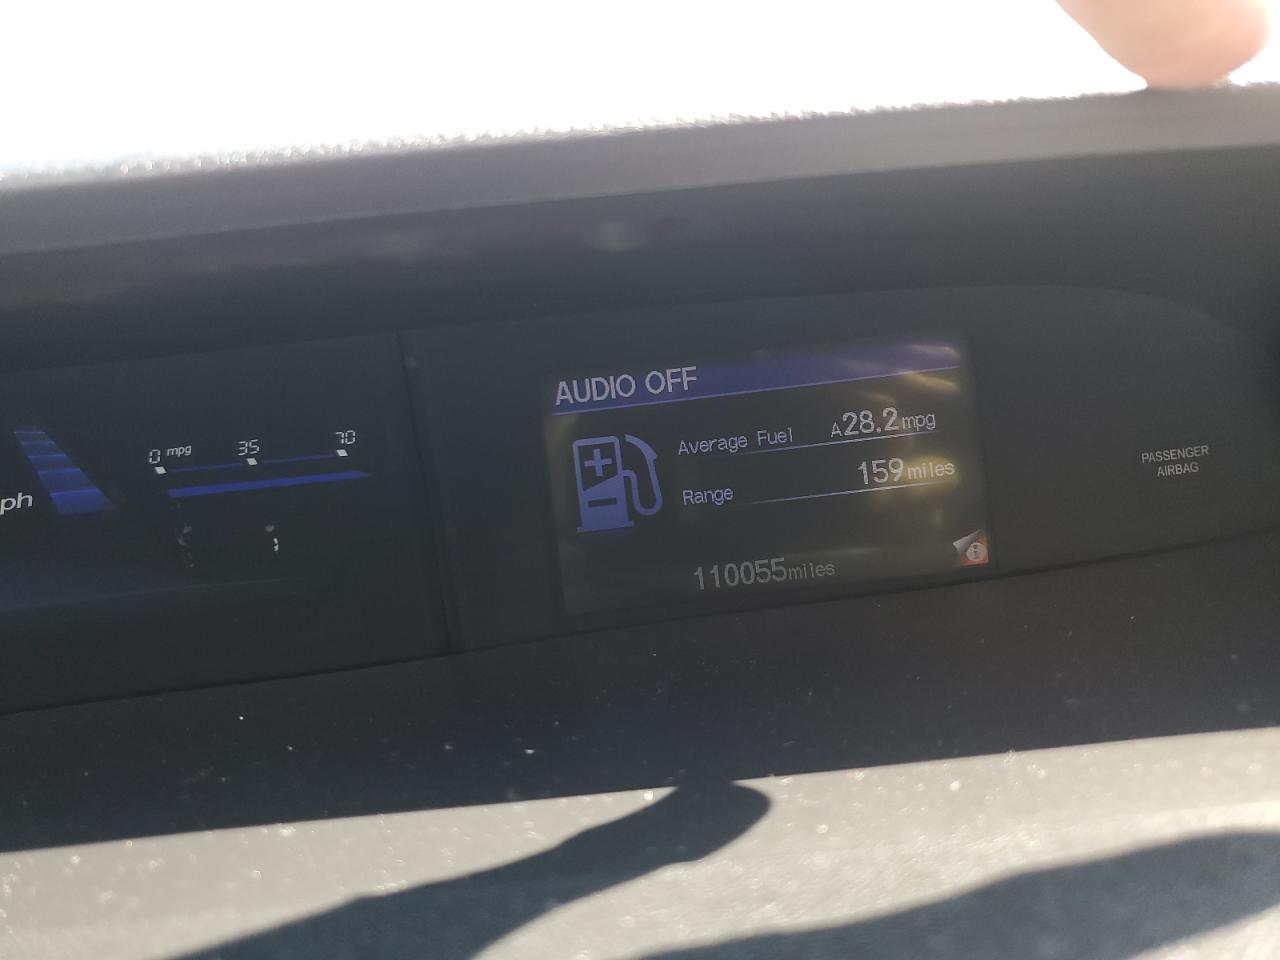 AUDIO OFF
0 mpg 35 70
Average Fuel A28.2mpg
Range 159miles
ph
110055miles
i
PASSENGER
AIRBAG